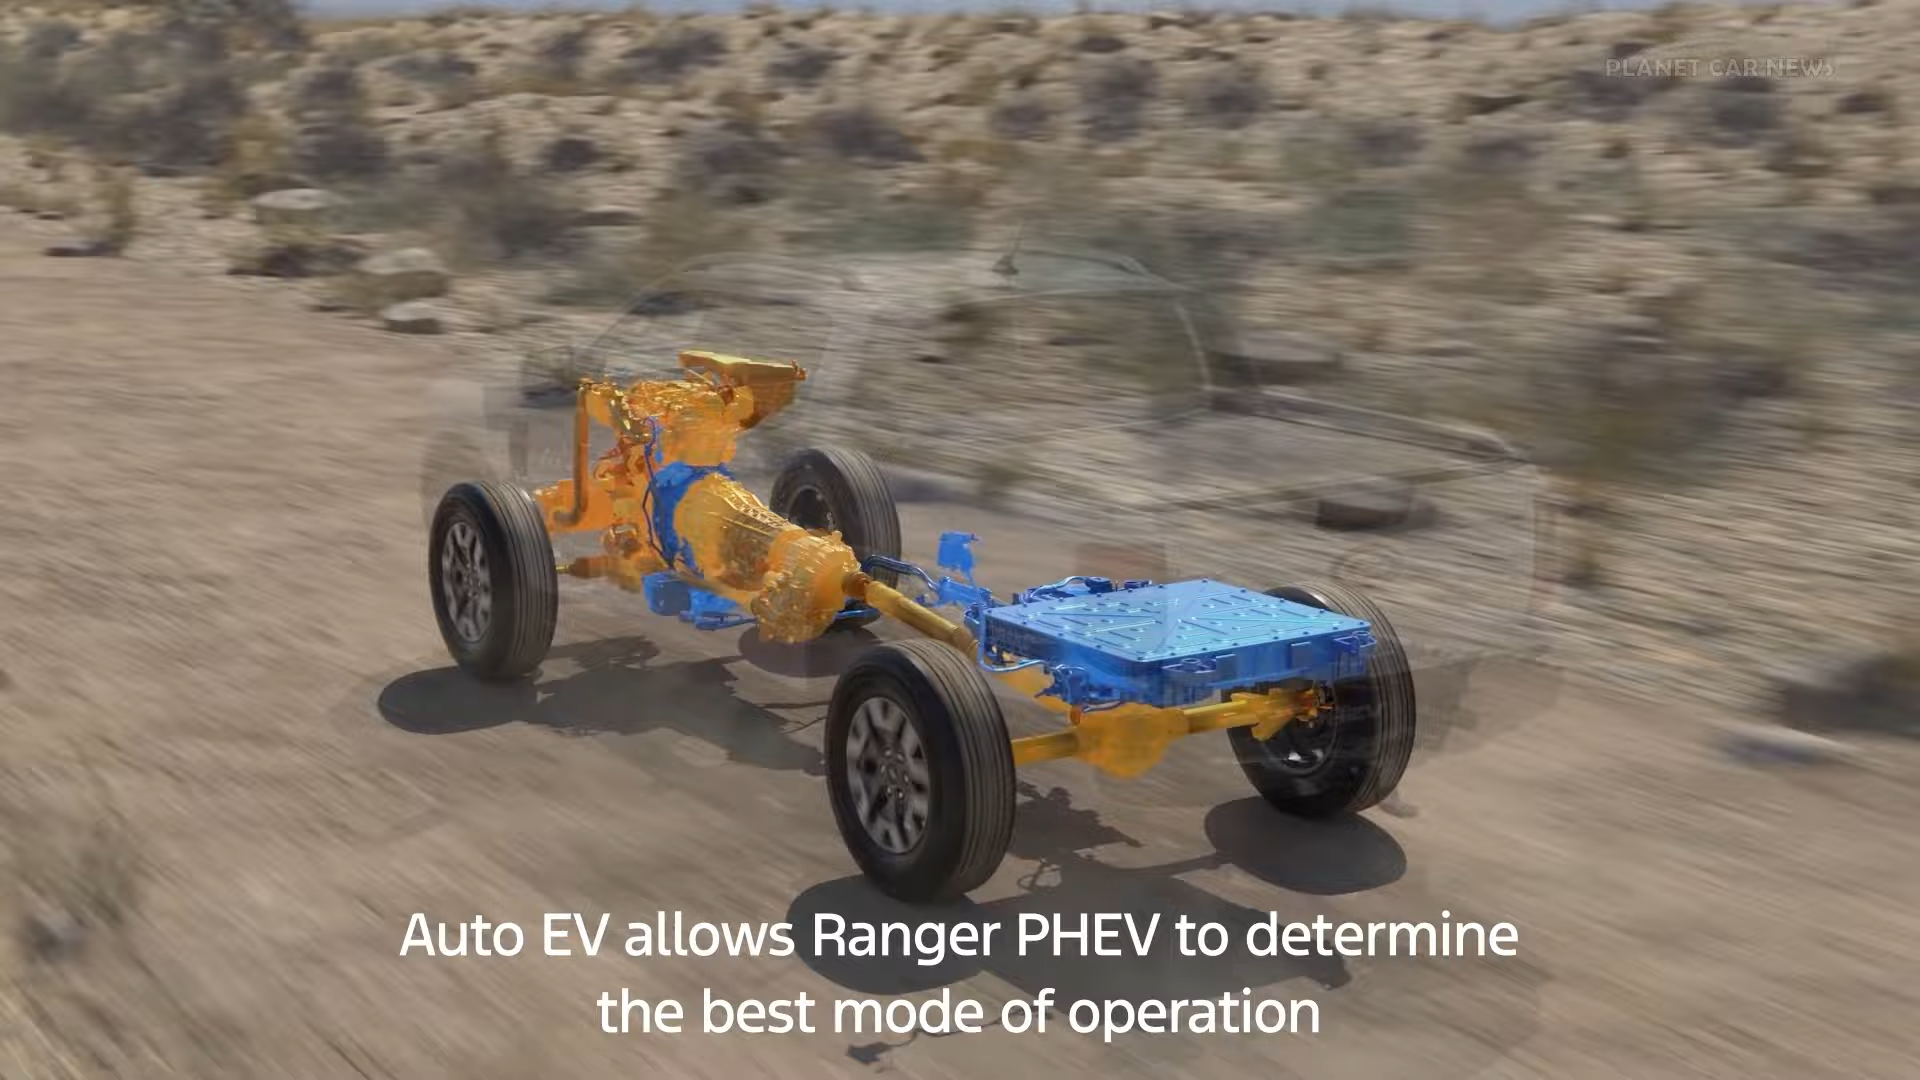 PLANET CAR NEWS
Auto EV allows Ranger PHEV to determine
the best mode of operation